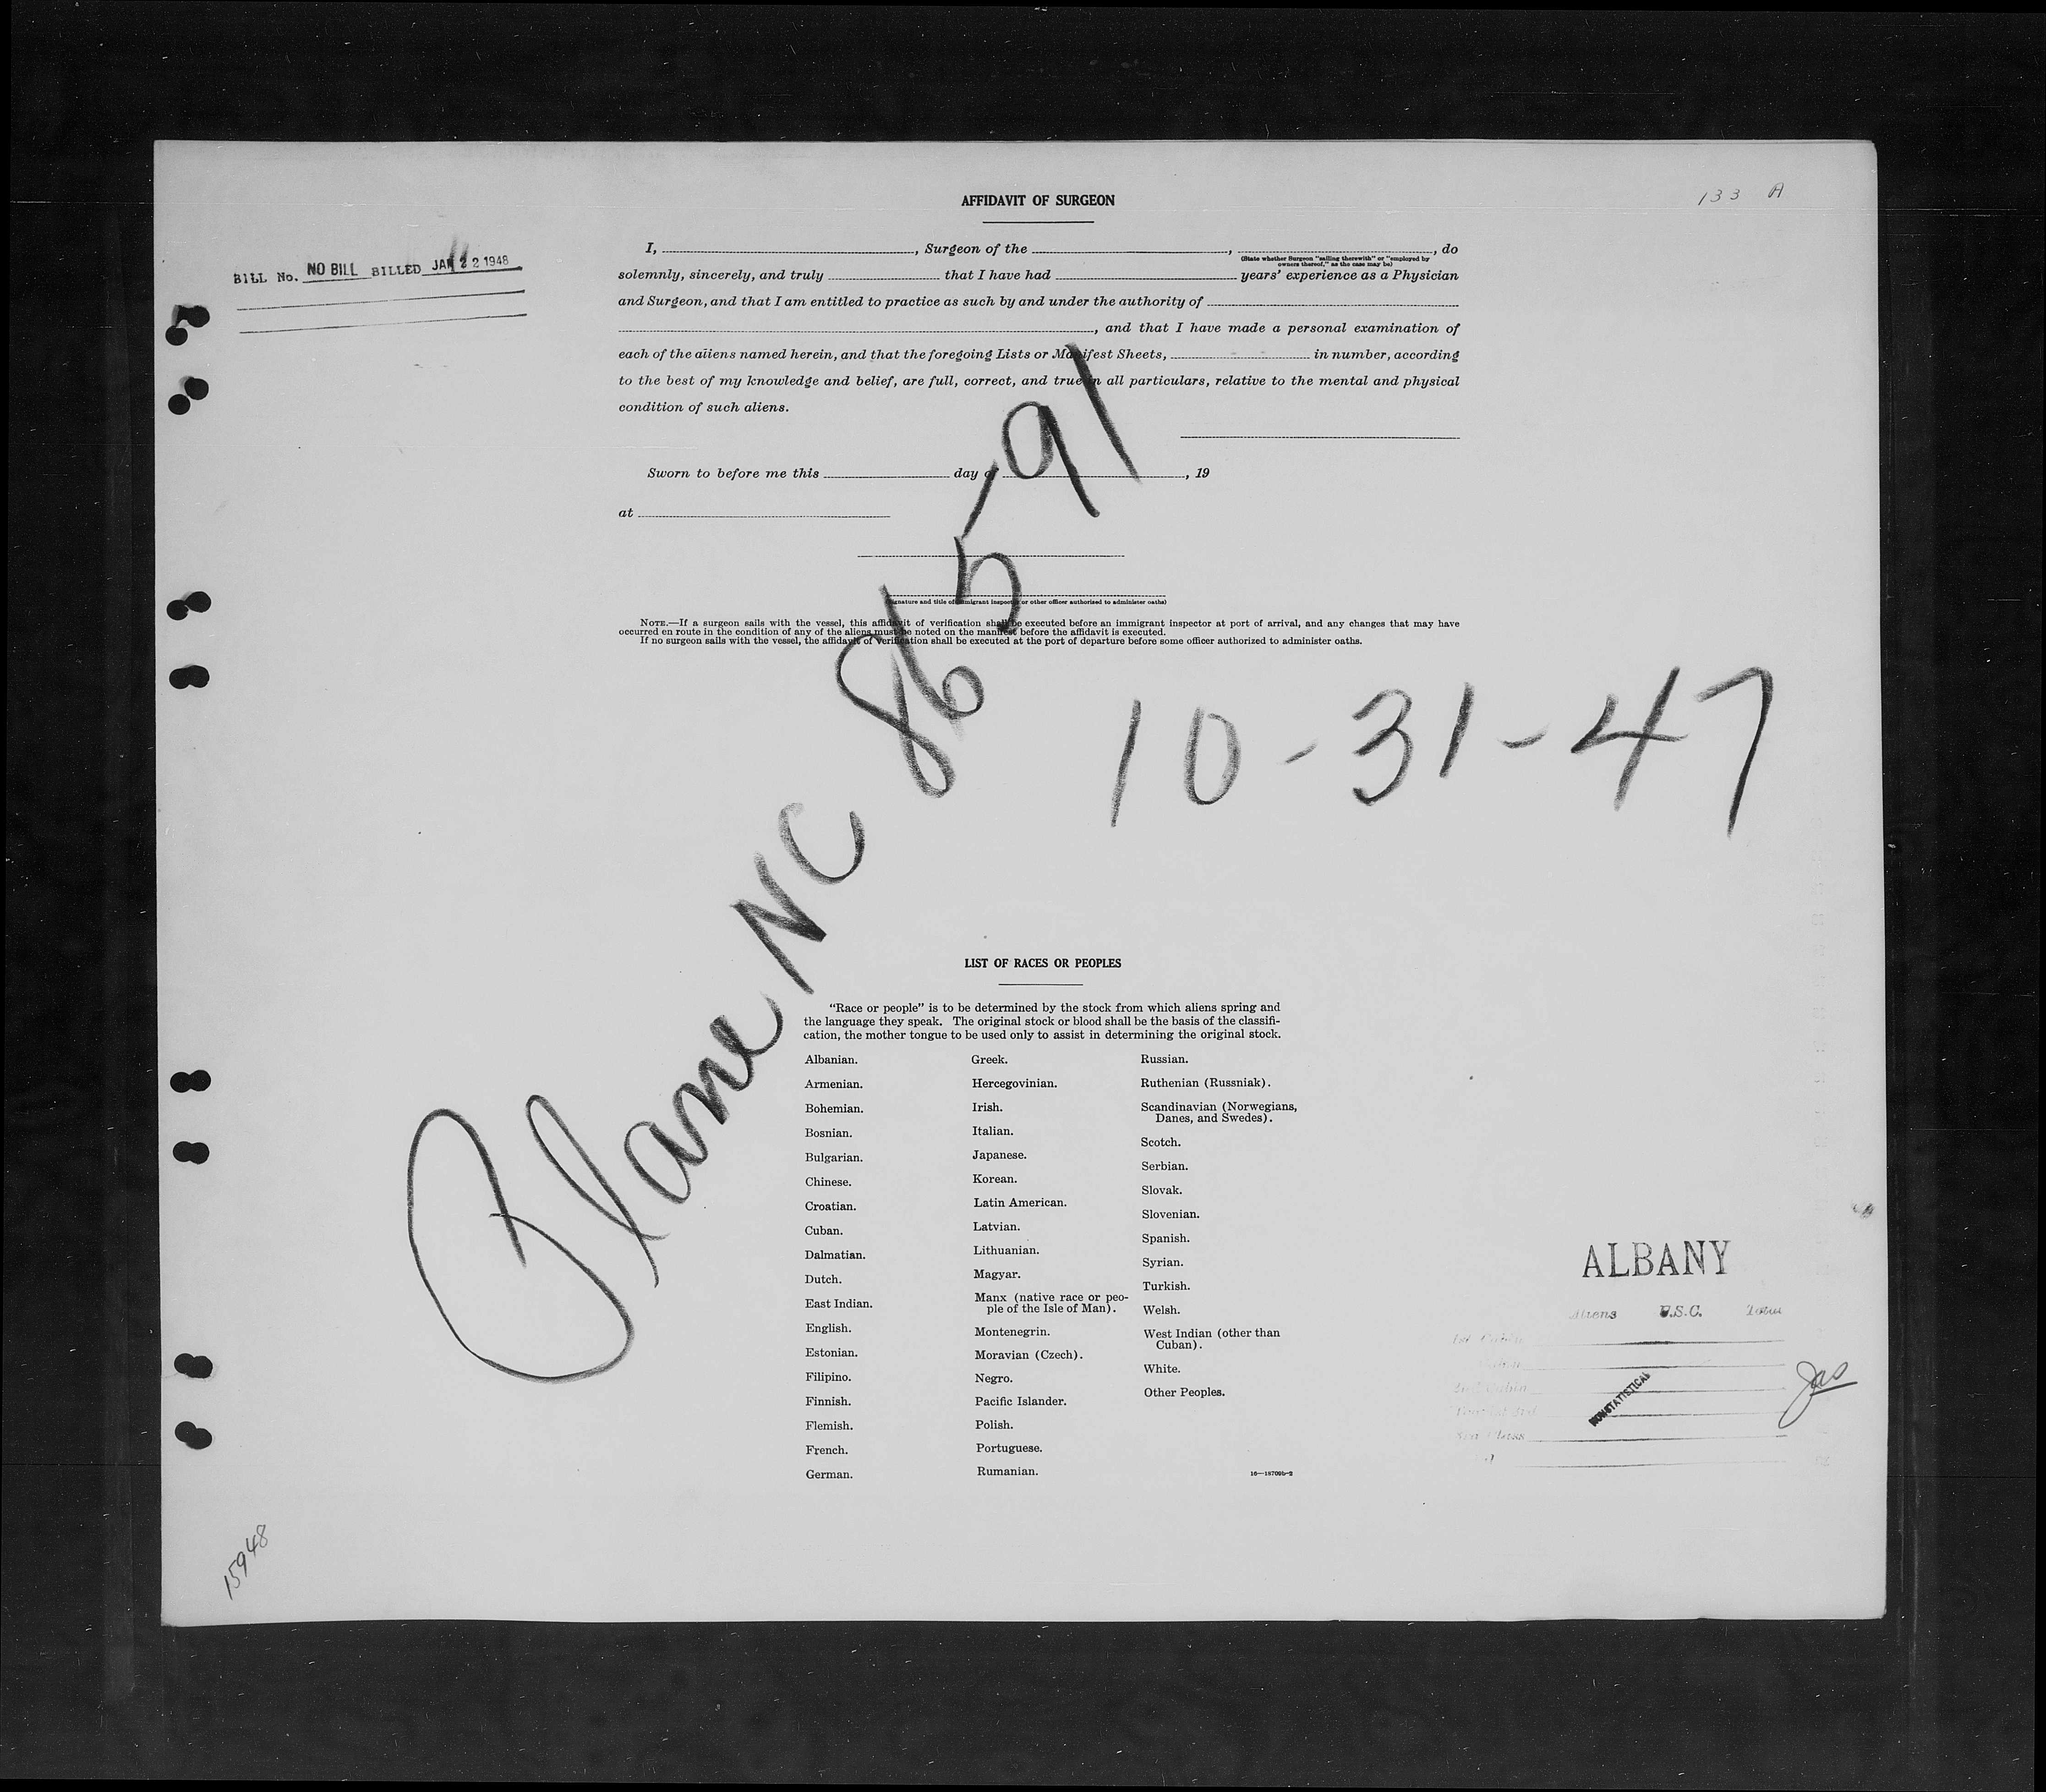 133 A
AFFIDAVIT OF SURGEON
BILL No. NO BILL BILLED JAN 22 1948
I, , Surgeon of the , , do
(State whether Surgeon "sailing therewith" or "employed by
owners thereof," as the case may be)
solemnly, sincerely, and truly that I have had years' experience as a Physician
and Surgeon, and that I am entitled to practice as such by and under the authority of
, and that I have made a personal examination of
each of the aliens named herein, and that the foregoing Lists or Manifest Sheets, in number, according
to the best of my knowledge and belief, are full, correct, and true in all particulars, relative to the mental and physical
condition of such aliens.
Sworn to before me this day of , 19
at
(Signature and title of immigrant inspector or other officer authorized to administer oaths)
NOTE.—If a surgeon sails with the vessel, this affidavit of verification shall be executed before an immigrant inspector at port of arrival, and any changes that may have
occurred en route in the condition of any of the aliens must be noted on the manifest before the affidavit is executed.
If no surgeon sails with the vessel, the affidavit of verification shall be executed at the port of departure before some officer authorized to administer oaths.
Plane NC 86591
10-31-47
LIST OF RACES OR PEOPLES
"Race or people" is to be determined by the stock from which aliens spring and
the language they speak. The original stock or blood shall be the basis of the classifi-
cation, the mother tongue to be used only to assist in determining the original stock.
Albanian.
Armenian.
Bohemian.
Bosnian.
Bulgarian.
Chinese.
Croatian.
Cuban.
Dalmatian.
Dutch.
East Indian.
English.
Estonian.
Filipino.
Finnish.
Flemish.
French.
German.
Greek.
Hercegovinian.
Irish.
Italian.
Japanese.
Korean.
Latin American.
Latvian.
Lithuanian.
Magyar.
Manx (native race or peo-
ple of the Isle of Man).
Montenegrin.
Moravian (Czech).
Negro.
Pacific Islander.
Polish.
Portuguese.
Rumanian.
Russian.
Ruthenian (Russniak).
Scandinavian (Norwegians,
Danes, and Swedes).
Scotch.
Serbian.
Slovak.
Slovenian.
Spanish.
Syrian.
Turkish.
Welsh.
West Indian (other than
Cuban).
White.
Other Peoples.
16—18700b-2
ALBANY
Aliens U.S.C. Total
NON STATISTICAL
15948